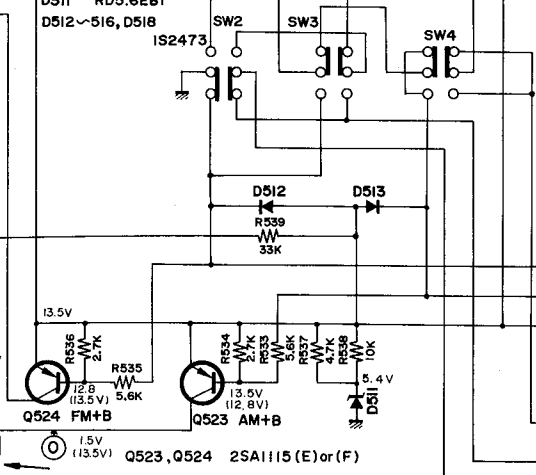 D511 RD5.6EB1
D512~516, D518
1S2473
SW2
SW3
SW4
D512
D513
R539
33K
13.5V
R536
2.7K
R535
5.6K
R534
2.7K
R533
5.6K
R537
4.7K
R538
10K
5.4V
D511
12.8
(13.5V)
13.5V
(12.8V)
Q524 FM+B
Q523 AM+B
1.5V
(13.5V)
Q523, Q524 2SA1115 (E) or (F)